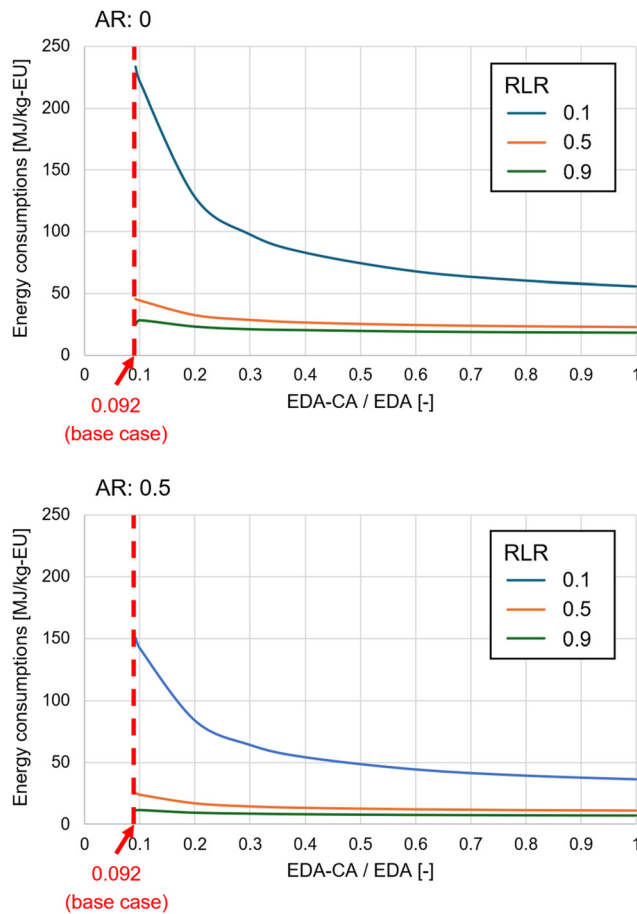 AR: 0
Energy consumptions [MJ/kg-EU]
250
200
150
100
50
0
RLR
0.1
0.5
0.9
0 0.1 0.2 0.3 0.4 0.5 0.6 0.7 0.8 0.9 1
EDA-CA / EDA [-]
0.092
(base case)
AR: 0.5
Energy consumptions [MJ/kg-EU]
250
200
150
100
50
0
RLR
0.1
0.5
0.9
0 0.1 0.2 0.3 0.4 0.5 0.6 0.7 0.8 0.9 1
EDA-CA / EDA [-]
0.092
(base case)